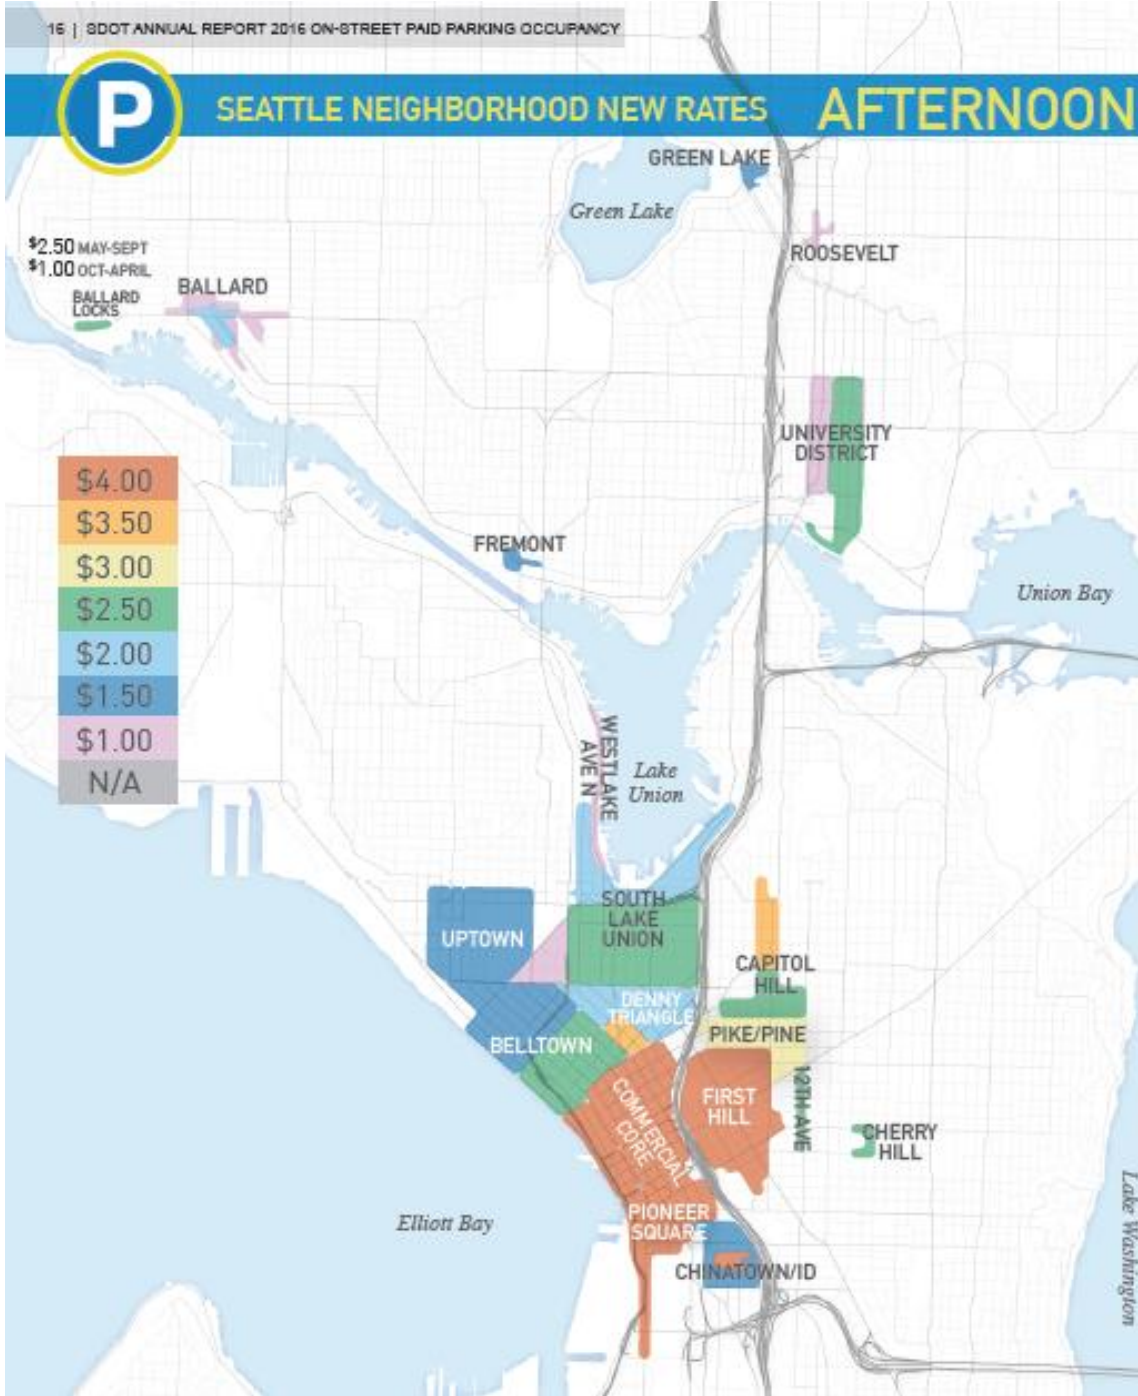 16 | SDOT ANNUAL REPORT 2016 ON-STREET PAID PARKING OCCUPANCY
P
SEATTLE NEIGHBORHOOD NEW RATES
AFTERNOON
GREEN LAKE
Green Lake
ROOSEVELT
$2.50 MAY-SEPT
$1.00 OCT-APRIL
BALLARD
LOCKS
BALLARD
UNIVERSITY
DISTRICT
$4.00
$3.50
$3.00
$2.50
$2.00
$1.50
$1.00
N/A
FREMONT
Union Bay
WESTLAKE
AVE N
Lake
Union
UPTOWN
SOUTH
LAKE
UNION
CAPITOL
HILL
DENNY
TRIANGLE
PIKE/PINE
BELLTOWN
COMMERCIAL
CORE
FIRST
HILL
12TH AVE
CHERRY
HILL
Elliott Bay
PIONEER
SQUARE
CHINATOWN/ID
Lake Washington